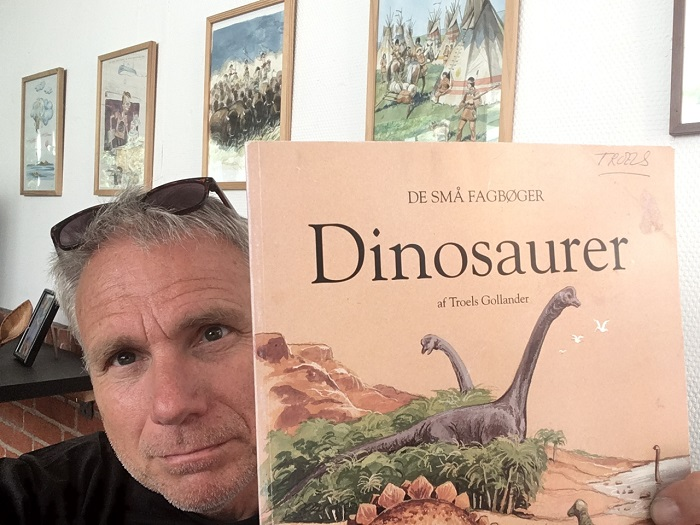 TROELS
DE SMÅ FAGBØGER
Dinosaurer
af Troels Gollander